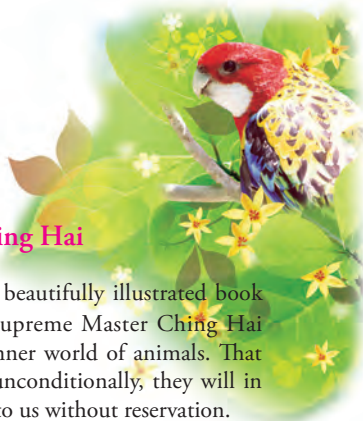 ing Hai
beautifully illustrated book
upreme Master Ching Hai
nner world of animals. That
unconditionally, they will in
to us without reservation.